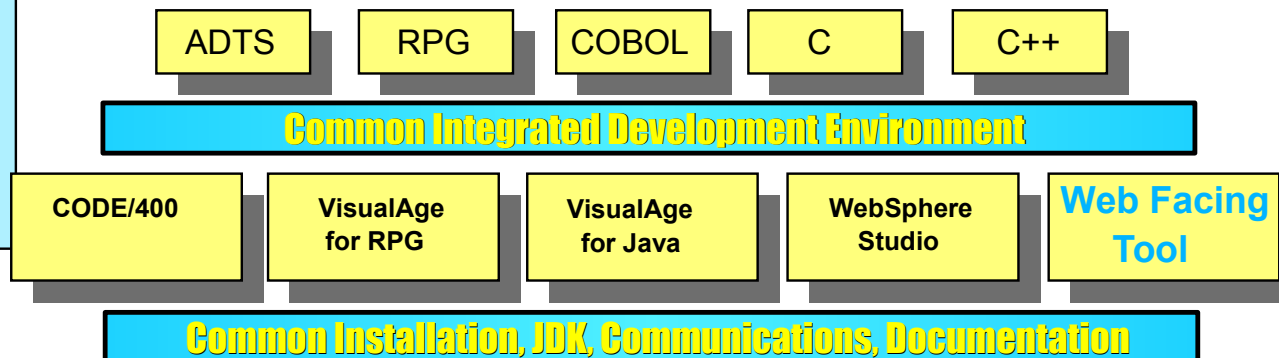 ADTS RPG COBOL C C++
Common Integrated Development Environment
CODE/400
VisualAge
for RPG
VisualAge
for Java
WebSphere
Studio
Web Facing
Tool
Common Installation, JDK, Communications, Documentation